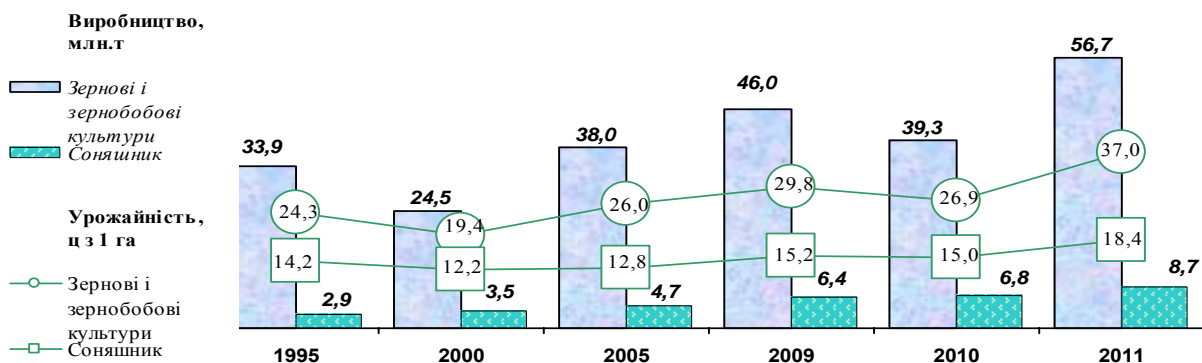 Виробництво,
млн.т
Зернові і
зернобобові
культури
Соняшник
Урожайність,
ц з 1 га
Зернові і
зернобобові
культури
Соняшник
33,9
24,5
38,0
46,0
39,3
56,7
24,3
19,4
26,0
29,8
26,9
37,0
14,2
12,2
12,8
15,2
15,0
18,4
2,9
3,5
4,7
6,4
6,8
8,7
1995
2000
2005
2009
2010
2011